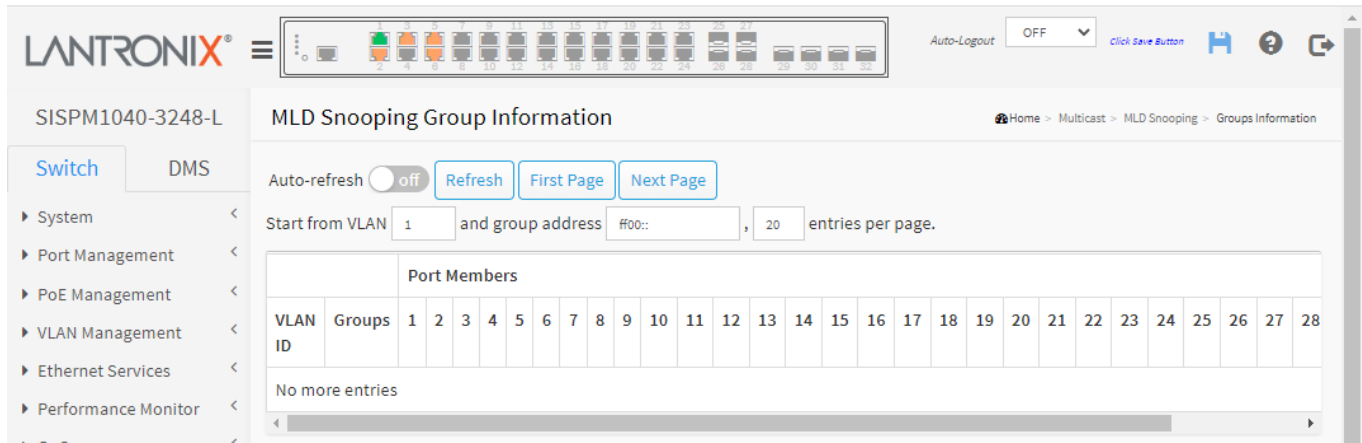 1 3 5 7 9 11 13 15 17 19 21 23 25 27
LANTRONIX®
Auto-Logout OFF Click Save Button
2 4 6 8 10 12 14 16 18 20 22 24 26 28 29 30 31 32
SISPM1040-3248-L
MLD Snooping Group Information
Home > Multicast > MLD Snooping > Groups Information
Switch DMS
Auto-refresh off Refresh First Page Next Page
System
Start from VLAN 1 and group address ff00:: , 20 entries per page.
Port Management
PoE Management
VLAN Management
Ethernet Services
Performance Monitor
Port Members
VLAN ID Groups 1 2 3 4 5 6 7 8 9 10 11 12 13 14 15 16 17 18 19 20 21 22 23 24 25 26 27 28
No more entries